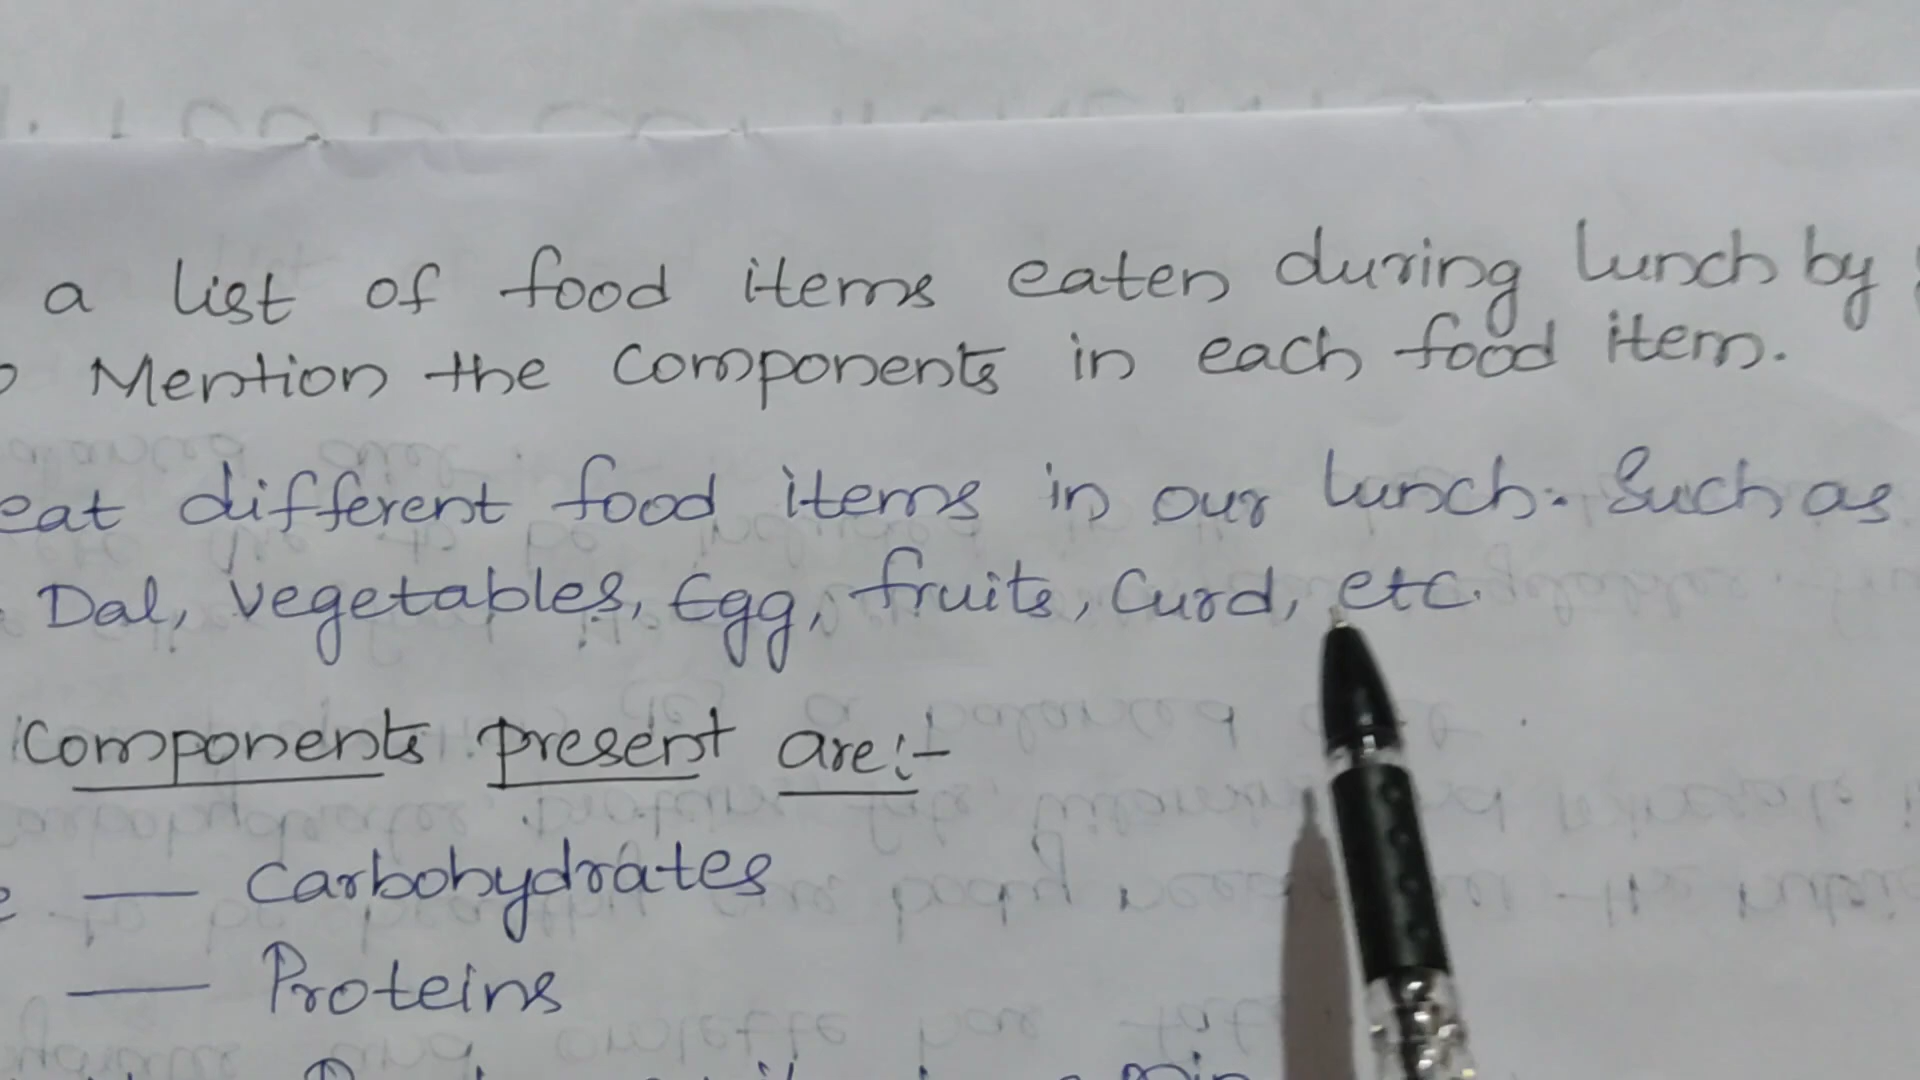 a list of food items eaten during lunch by
Mention the components in each food item.
eat different food items in our lunch. Such as
Dal, Vegetables, Egg, fruits, Curd, etc.
Components present are:-
— Carbohydrates
— Proteins